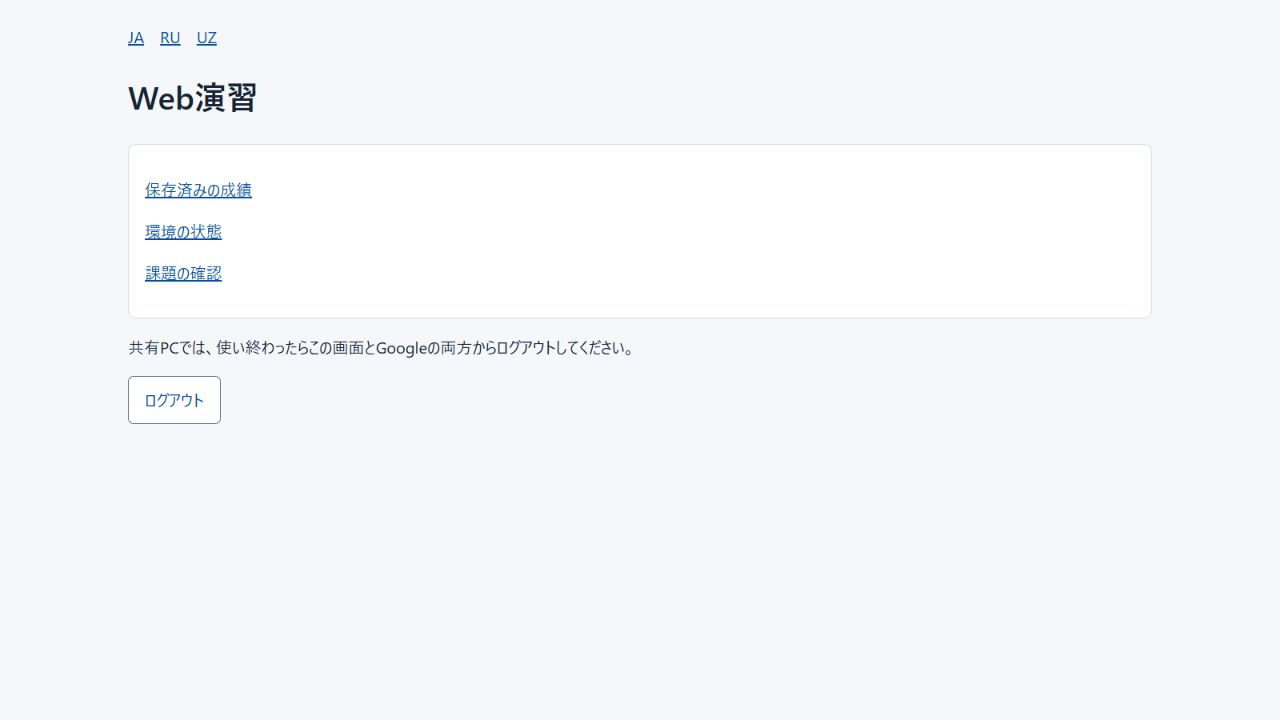 JA RU UZ
Web演習
保存済みの成績
環境の状態
課題の確認
共有PCでは、使い終わったらこの画面とGoogleの両方からログアウトしてください。
ログアウト